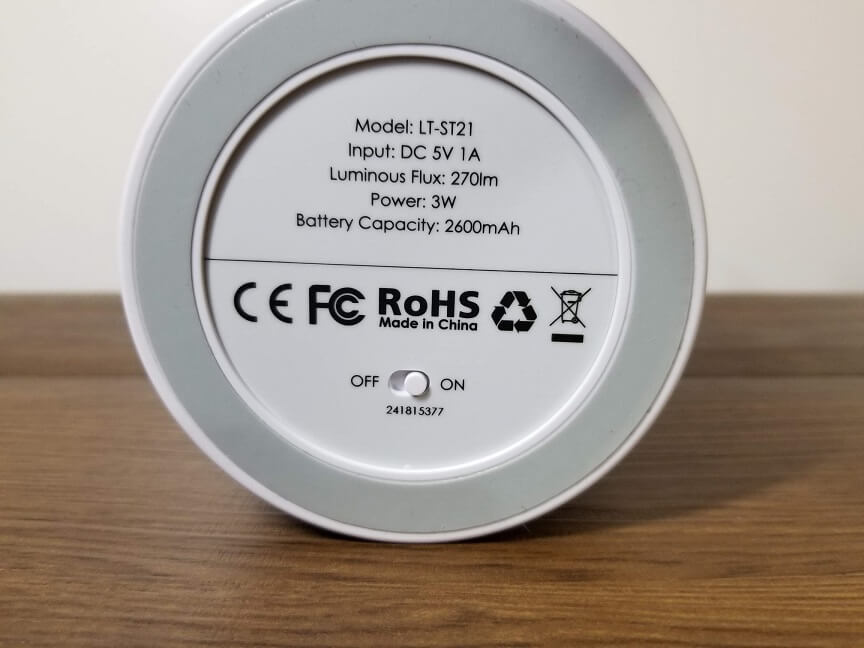 Model: LT-ST21
Input: DC 5V 1A
Luminous Flux: 270lm
Power: 3W
Battery Capacity: 2600mAh
CE FC RoHS
Made in China
OFF ON
241815377